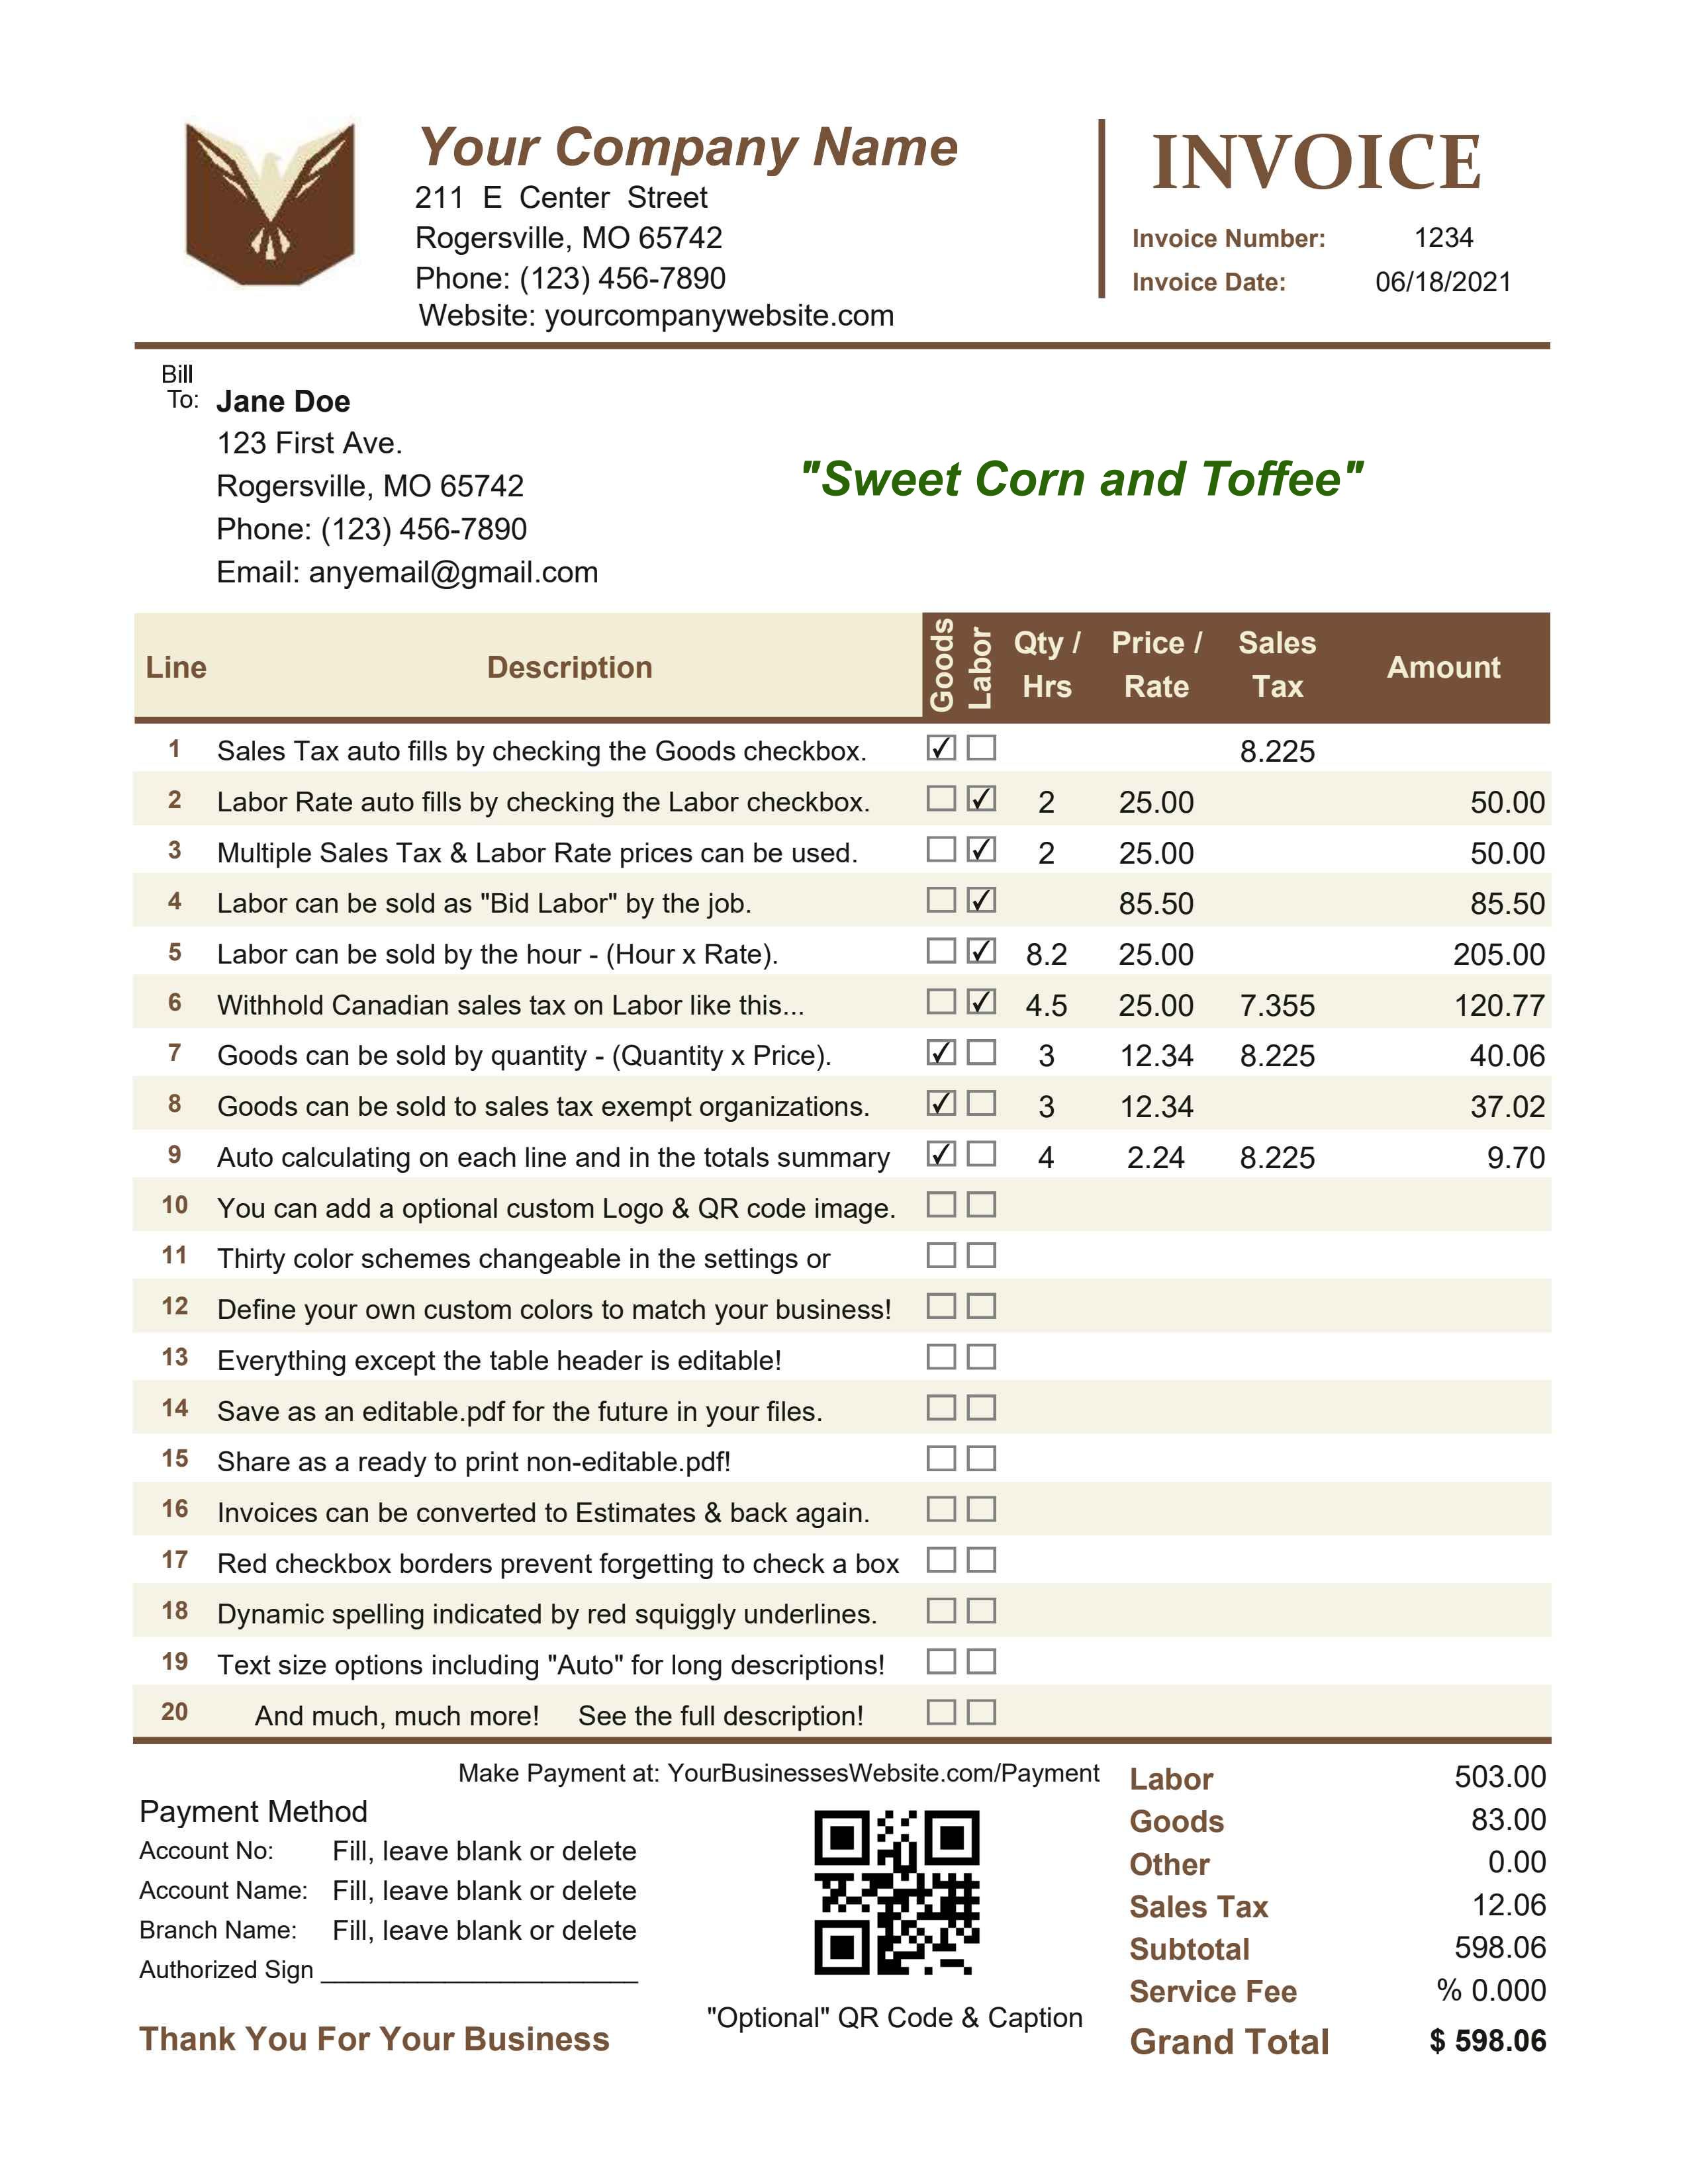 Your Company Name
211 E Center Street
Rogersville, MO 65742
Phone: (123) 456-7890
Website: yourcompanywebsite.com
INVOICE
Invoice Number: 1234
Invoice Date: 06/18/2021
Bill
To: Jane Doe
123 First Ave.
Rogersville, MO 65742
Phone: (123) 456-7890
Email: anyemail@gmail.com
"Sweet Corn and Toffee"
Line Description Goods Labor Qty / Hrs Price / Rate Sales Tax Amount
1 Sales Tax auto fills by checking the Goods checkbox. ✓ 8.225
2 Labor Rate auto fills by checking the Labor checkbox. ✓ 2 25.00 50.00
3 Multiple Sales Tax & Labor Rate prices can be used. ✓ 2 25.00 50.00
4 Labor can be sold as "Bid Labor" by the job. ✓ 85.50 85.50
5 Labor can be sold by the hour - (Hour x Rate). ✓ 8.2 25.00 205.00
6 Withhold Canadian sales tax on Labor like this... ✓ 4.5 25.00 7.355 120.77
7 Goods can be sold by quantity - (Quantity x Price). ✓ 3 12.34 8.225 40.06
8 Goods can be sold to sales tax exempt organizations. ✓ 3 12.34 37.02
9 Auto calculating on each line and in the totals summary ✓ 4 2.24 8.225 9.70
10 You can add a optional custom Logo & QR code image.
11 Thirty color schemes changeable in the settings or
12 Define your own custom colors to match your business!
13 Everything except the table header is editable!
14 Save as an editable.pdf for the future in your files.
15 Share as a ready to print non-editable.pdf!
16 Invoices can be converted to Estimates & back again.
17 Red checkbox borders prevent forgetting to check a box
18 Dynamic spelling indicated by red squiggly underlines.
19 Text size options including "Auto" for long descriptions!
20 And much, much more! See the full description!
Make Payment at: YourBusinessesWebsite.com/Payment
Payment Method
Account No: Fill, leave blank or delete
Account Name: Fill, leave blank or delete
Branch Name: Fill, leave blank or delete
Authorized Sign
Thank You For Your Business
"Optional" QR Code & Caption
Labor 503.00
Goods 83.00
Other 0.00
Sales Tax 12.06
Subtotal 598.06
Service Fee % 0.000
Grand Total $ 598.06